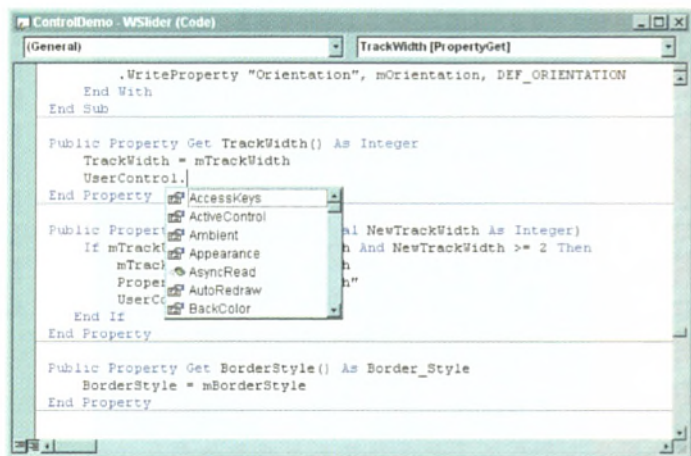 ControlDemo - WSlider (Code)
(General) TrackWidth [PropertyGet]
.WriteProperty "Orientation", mOrientation, DEF_ORIENTATION
End With
End Sub
Public Property Get TrackWidth() As Integer
TrackWidth = mTrackWidth
UserControl.
End Property
AccessKeys
ActiveControl
Ambient
Appearance
AsyncRead
AutoRedraw
BackColor
Public Propert al NewTrackWidth As Integer)
If mTrackW h And NewTrackWidth >= 2 Then
mTrack h
Proper h"
UserCo
End If
End Property
Public Property Get BorderStyle() As Border_Style
BorderStyle = mBorderStyle
End Property